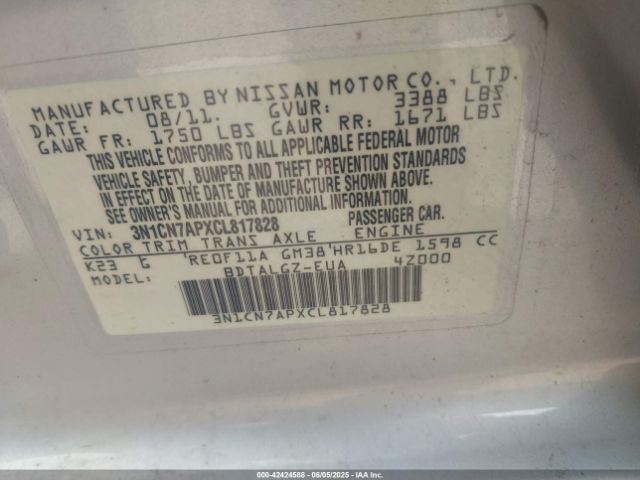 MANUFACTURED BY NISSAN MOTOR CO., LTD.
DATE: 08/11. GVWR: 3388 LBS
GAWR FR: 1750 LBS GAWR RR: 1671 LBS
THIS VEHICLE CONFORMS TO ALL APPLICABLE FEDERAL MOTOR
VEHICLE SAFETY, BUMPER AND THEFT PREVENTION STANDARDS
IN EFFECT ON THE DATE OF MANUFACTURE SHOWN ABOVE.
SEE OWNER'S MANUAL FOR ADDITIONAL INFORMATION.
VIN: 3N1CN7APXCL817828 PASSENGER CAR.
COLOR TRIM TRANS AXLE ENGINE
K23 G 'RE0F11A GM38'HR16DE 1598 CC
MODEL: BDTALGZ-EUA 4Z000
3N1CN7APXCL817828
000-42424588 | 06/05/2025 | IAA Inc.